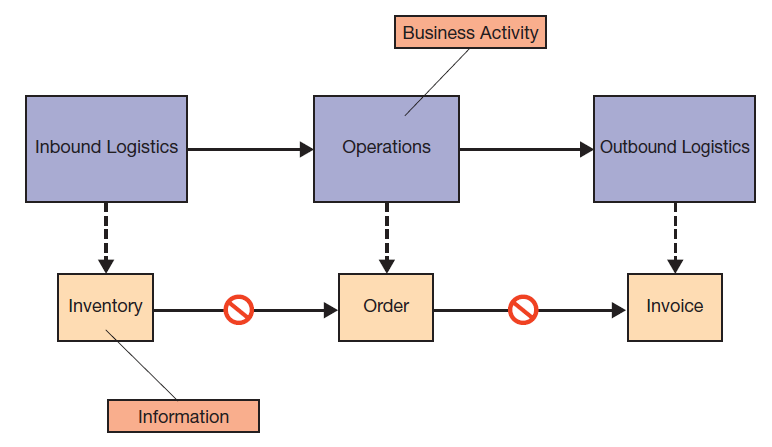 Business Activity
Inbound Logistics
Operations
Outbound Logistics
Inventory
Order
Invoice
Information